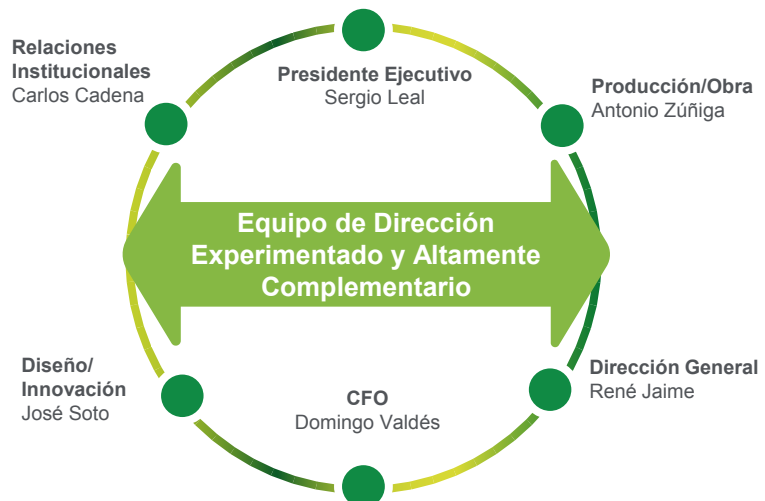 Relaciones
Institucionales
Carlos Cadena
Presidente Ejecutivo
Sergio Leal
Producción/Obra
Antonio Zúñiga
Equipo de Dirección
Experimentado y Altamente
Complementario
Diseño/
Innovación
José Soto
CFO
Domingo Valdés
Dirección General
René Jaime